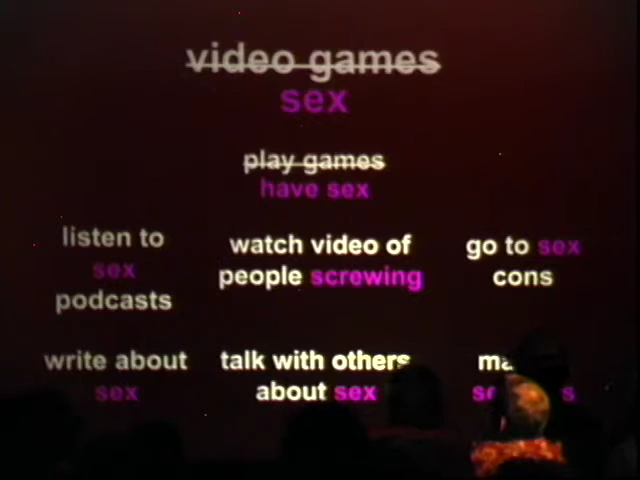 video games
sex
play games
have sex
listen to
sex
podcasts
watch video of
people screwing
go to sex
cons
write about
sex
talk with others
about sex